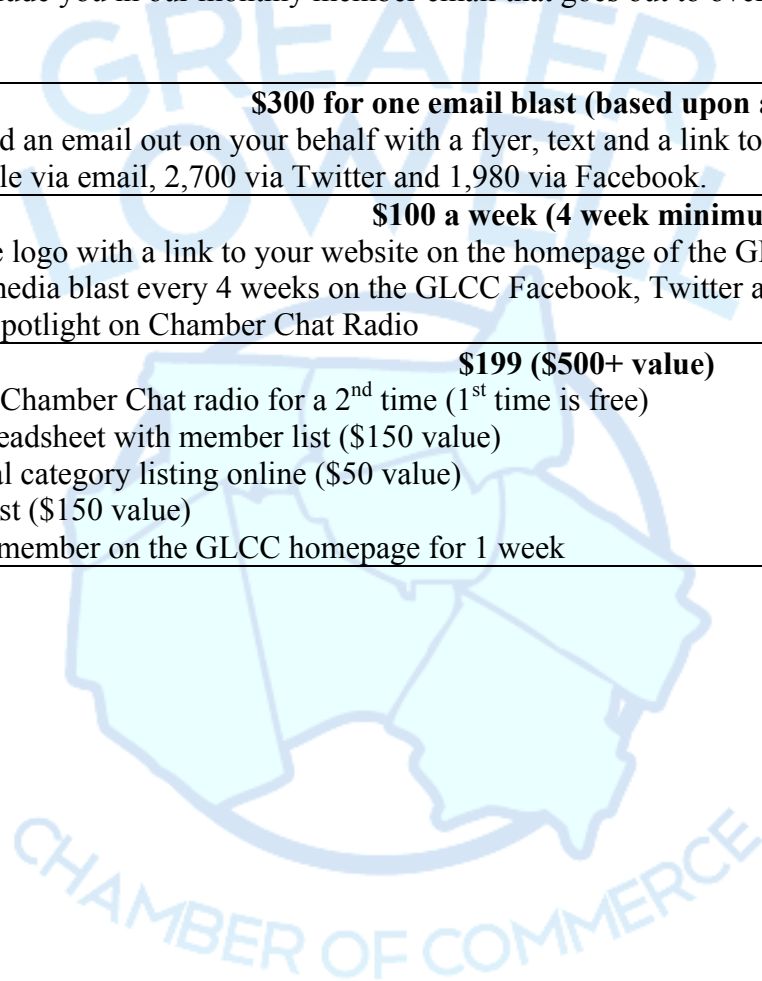 ude you in our monthly member email that goes out to over
$300 for one email blast (based upon a
d an email out on your behalf with a flyer, text and a link to
le via email, 2,700 via Twitter and 1,980 via Facebook.
$100 a week (4 week minimu
e logo with a link to your website on the homepage of the GL
media blast every 4 weeks on the GLCC Facebook, Twitter a
potlight on Chamber Chat Radio
$199 ($500+ value)
Chamber Chat radio for a 2nd time (1st time is free)
eadsheet with member list ($150 value)
al category listing online ($50 value)
st ($150 value)
member on the GLCC homepage for 1 week
GREATER
LOWELL
CHAMBER OF COMMERCE